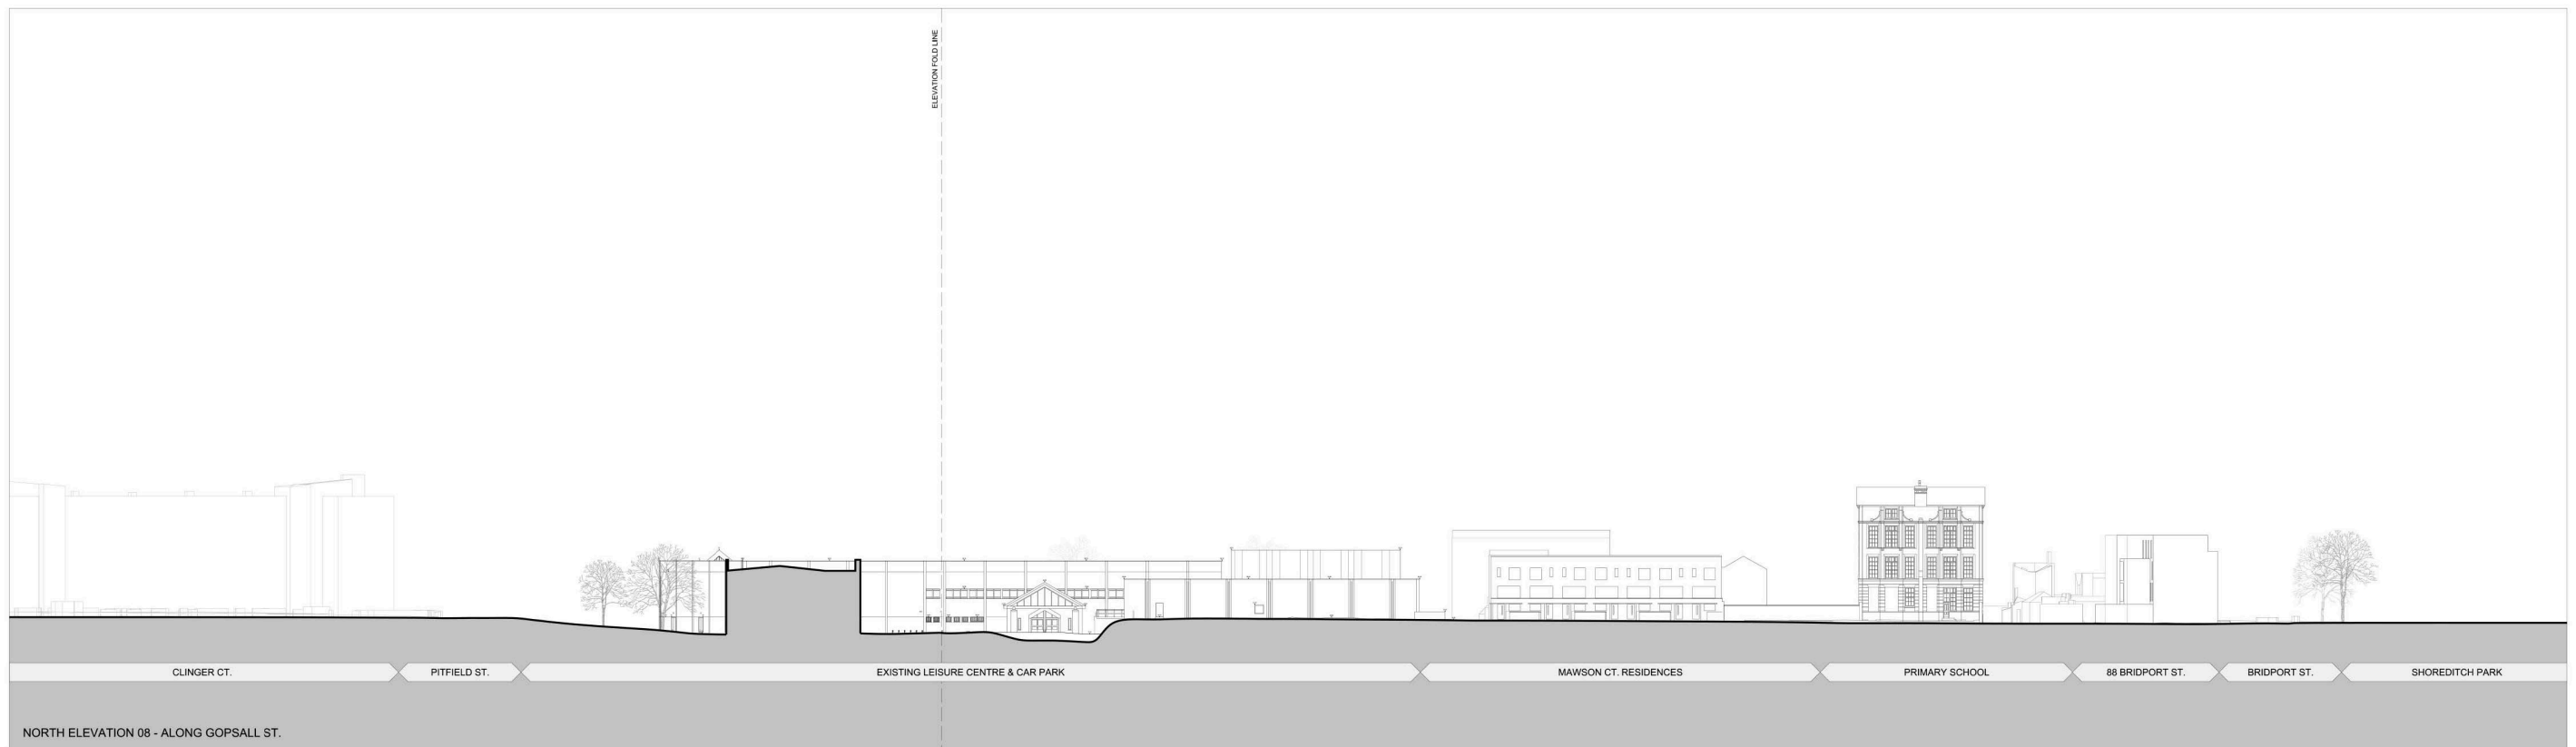 ELEVATION FOLD LINE
CLINGER CT.
PITFIELD ST.
EXISTING LEISURE CENTRE & CAR PARK
MAWSON CT. RESIDENCES
PRIMARY SCHOOL
88 BRIDPORT ST.
BRIDPORT ST.
SHOREDITCH PARK
NORTH ELEVATION 08 - ALONG GOPSALL ST.